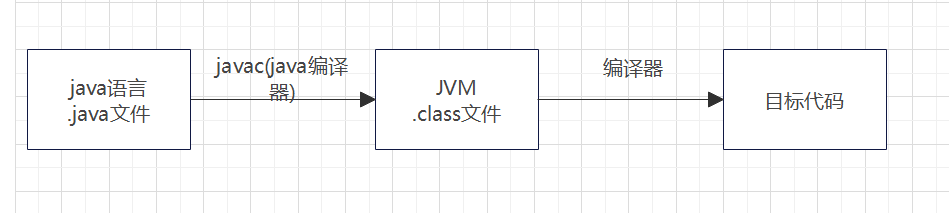 java语言
.java文件
javac(java编译
器)
JVM
.class文件
编译器
目标代码